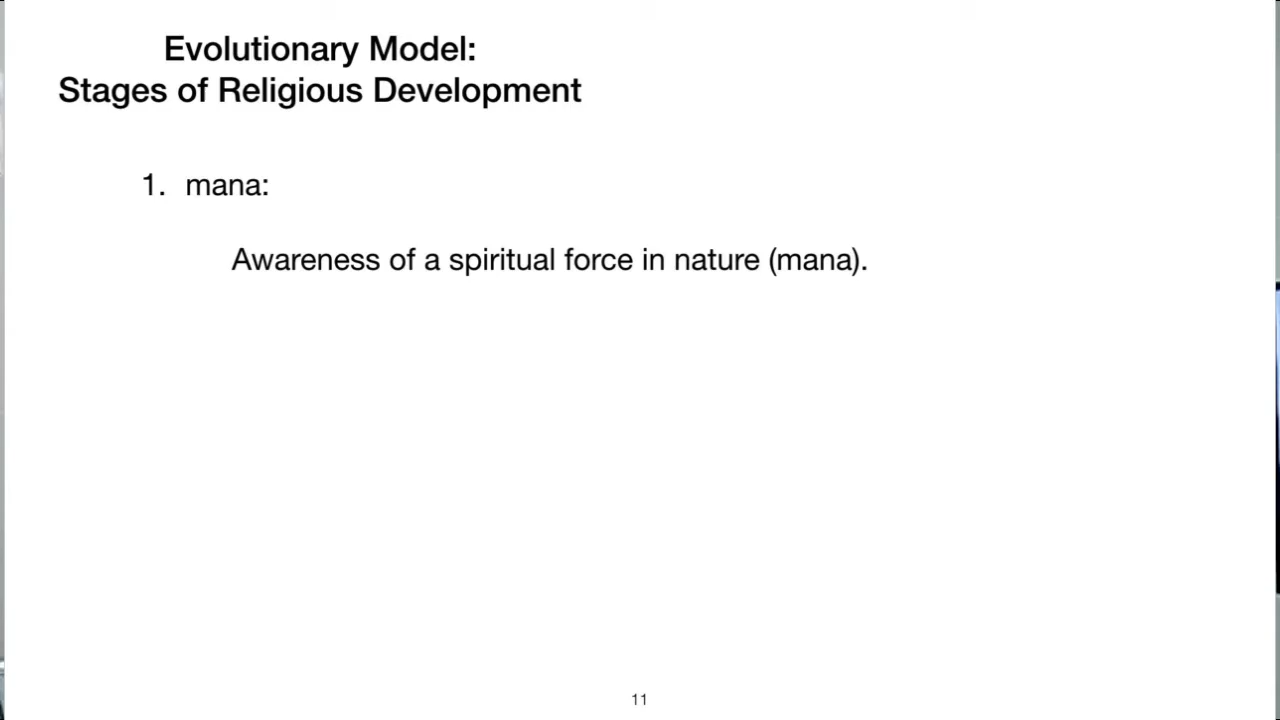 Evolutionary Model:
Stages of Religious Development
1. mana:
Awareness of a spiritual force in nature (mana).
11